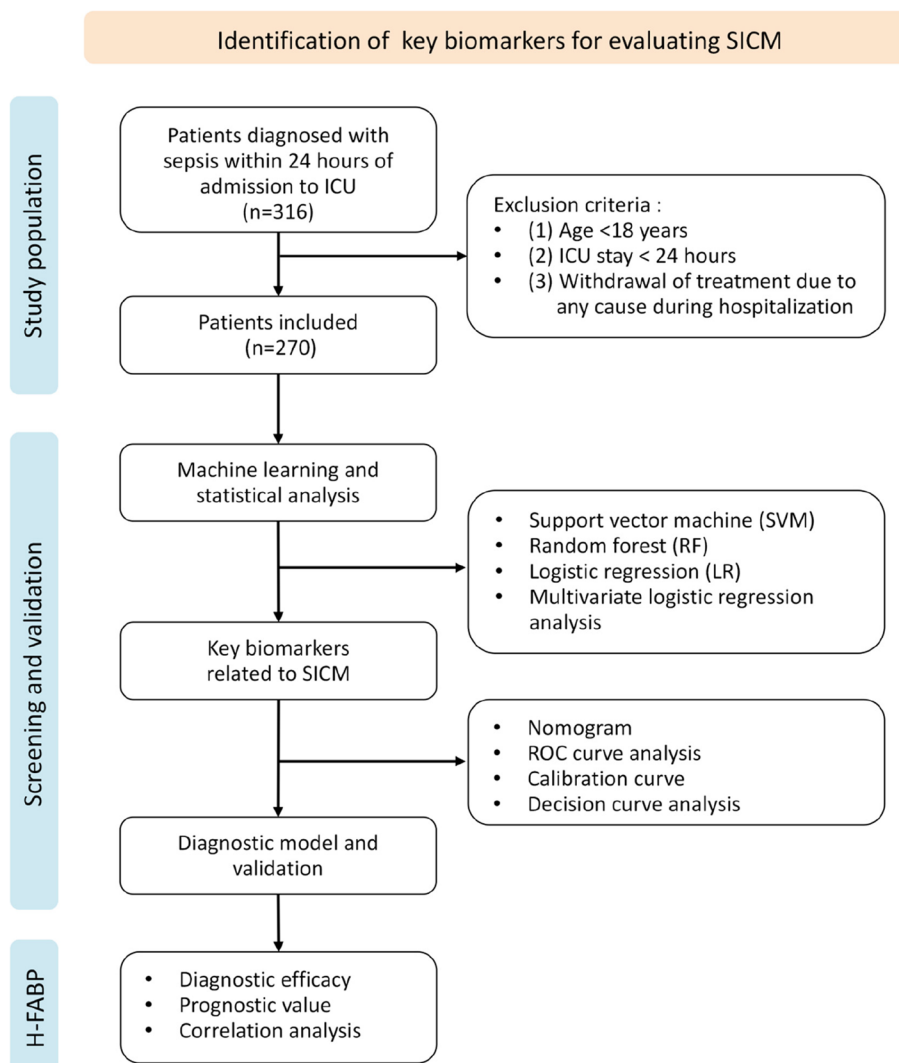 Identification of key biomarkers for evaluating SICM
Study population
Patients diagnosed with
sepsis within 24 hours of
admission to ICU
(n=316)
Exclusion criteria :
• (1) Age <18 years
• (2) ICU stay < 24 hours
• (3) Withdrawal of treatment due to
any cause during hospitalization
Patients included
(n=270)
Screening and validation
Machine learning and
statistical analysis
• Support vector machine (SVM)
• Random forest (RF)
• Logistic regression (LR)
• Multivariate logistic regression
analysis
Key biomarkers
related to SICM
• Nomogram
• ROC curve analysis
• Calibration curve
• Decision curve analysis
Diagnostic model and
validation
H-FABP
• Diagnostic efficacy
• Prognostic value
• Correlation analysis